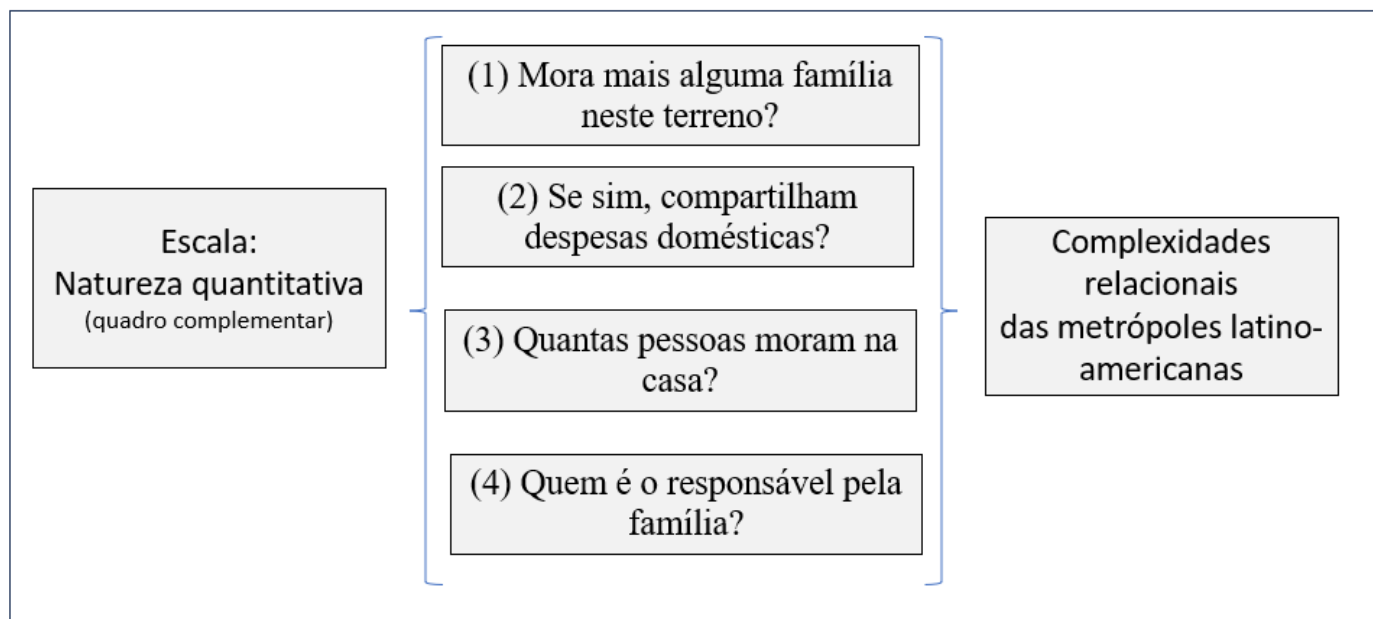 (1) Mora mais alguma família
neste terreno?
(2) Se sim, compartilham
despesas domésticas?
Escala:
Natureza quantitativa
(quadro complementar)
Complexidades
relacionais
das metrópoles latino-
americanas
(3) Quantas pessoas moram na
casa?
(4) Quem é o responsável pela
família?